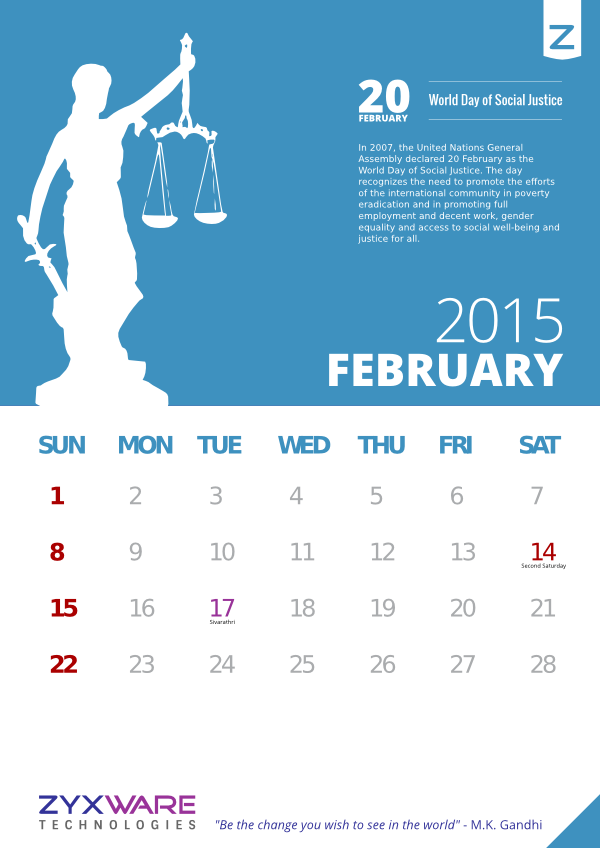 Z
20
FEBRUARY
World Day of Social Justice
In 2007, the United Nations General
Assembly declared 20 February as the
World Day of Social Justice. The day
recognizes the need to promote the efforts
of the international community in poverty
eradication and in promoting full
employment and decent work, gender
equality and access to social well-being and
justice for all.
2015
FEBRUARY
SUN MON TUE WED THU FRI SAT
1 2 3 4 5 6 7
8 9 10 11 12 13 14
Second Saturday
15 16 17 18 19 20 21
Sivarathri
22 23 24 25 26 27 28
ZYXWARE
TECHNOLOGIES
"Be the change you wish to see in the world" - M.K. Gandhi